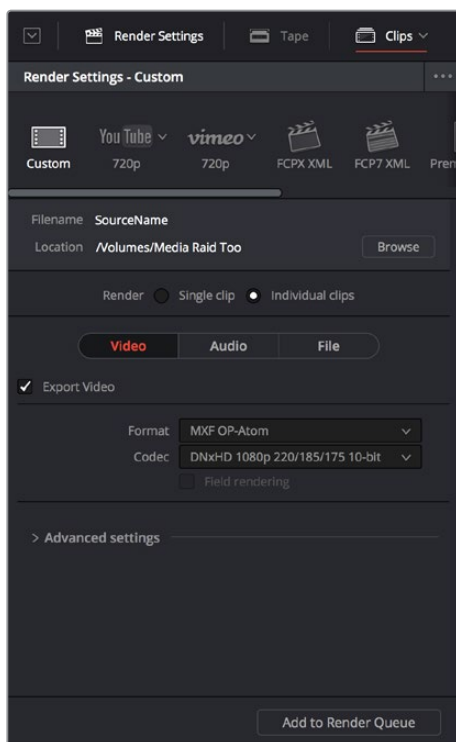 Render Settings Tape Clips
Render Settings - Custom
YouTube vimeo
Custom 720p 720p FCPX XML FCP7 XML Prem
Filename SourceName
Location /Volumes/Media Raid Too Browse
Render Single clip Individual clips
Video Audio File
Export Video
Format MXF OP-Atom
Codec DNxHD 1080p 220/185/175 10-bit
Field rendering
> Advanced settings
Add to Render Queue